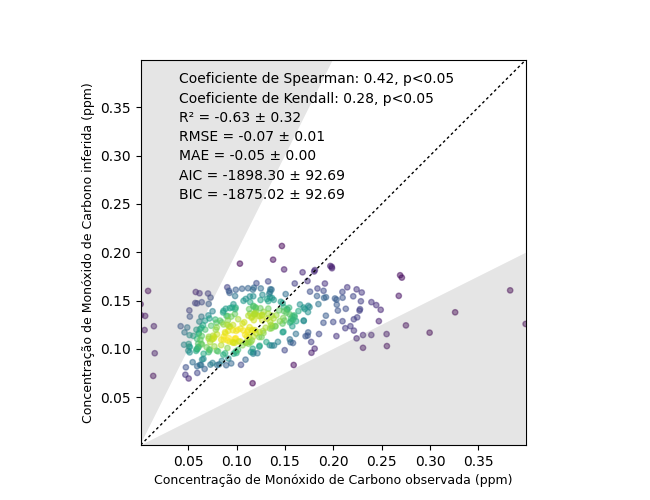 Coeficiente de Spearman: 0.42, p<0.05
Coeficiente de Kendall: 0.28, p<0.05
R² = -0.63 ± 0.32
RMSE = -0.07 ± 0.01
MAE = -0.05 ± 0.00
AIC = -1898.30 ± 92.69
BIC = -1875.02 ± 92.69
Concentração de Monóxido de Carbono inferida (ppm)
0.35
0.30
0.25
0.20
0.15
0.10
0.05
0.05 0.10 0.15 0.20 0.25 0.30 0.35
Concentração de Monóxido de Carbono observada (ppm)